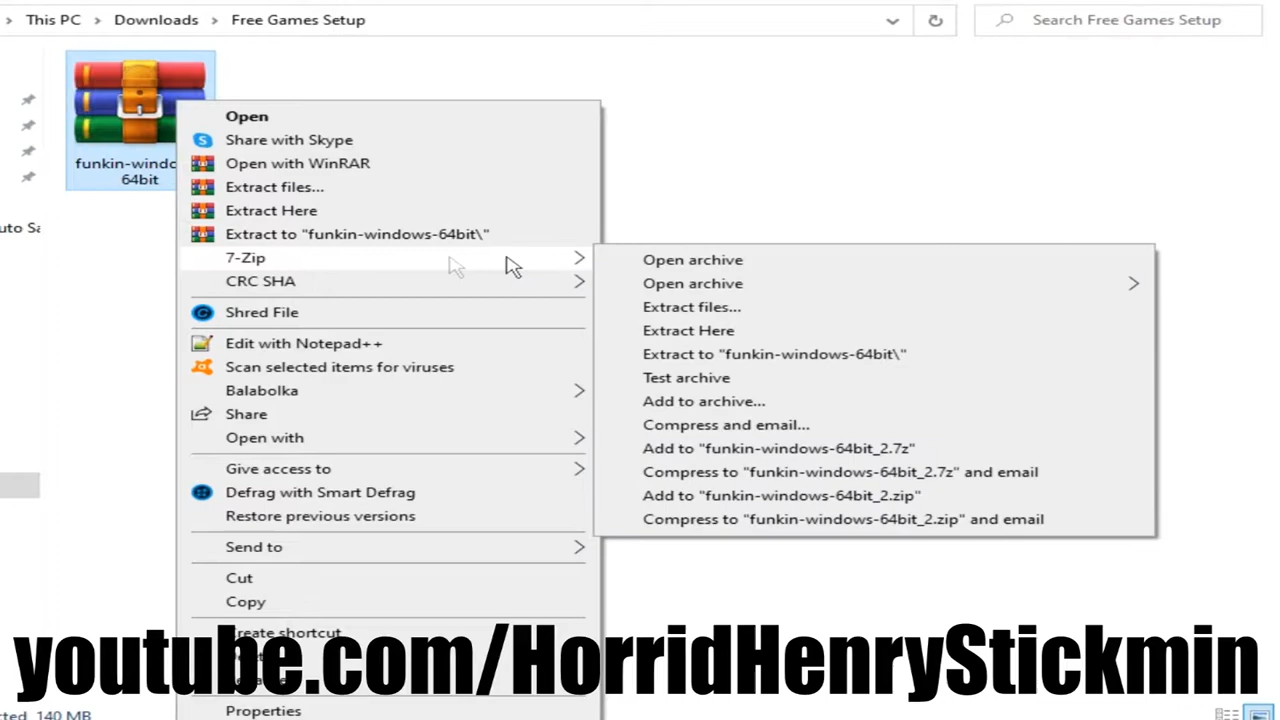 This PC > Downloads > Free Games Setup
Search Free Games Setup
funkin-windo
64bit
Open
Share with Skype
Open with WinRAR
Extract files...
Extract Here
Extract to "funkin-windows-64bit\"
7-Zip
CRC SHA
Shred File
Edit with Notepad++
Scan selected items for viruses
Balabolka
Share
Open with
Give access to
Defrag with Smart Defrag
Restore previous versions
Send to
Cut
Copy
Create shortcut
Properties
Open archive
Open archive
Extract files...
Extract Here
Extract to "funkin-windows-64bit\"
Test archive
Add to archive...
Compress and email...
Add to "funkin-windows-64bit_2.7z"
Compress to "funkin-windows-64bit_2.7z" and email
Add to "funkin-windows-64bit_2.zip"
Compress to "funkin-windows-64bit_2.zip" and email
uto Sa
youtube.com/HorridHenryStickmin
cted 140 MB